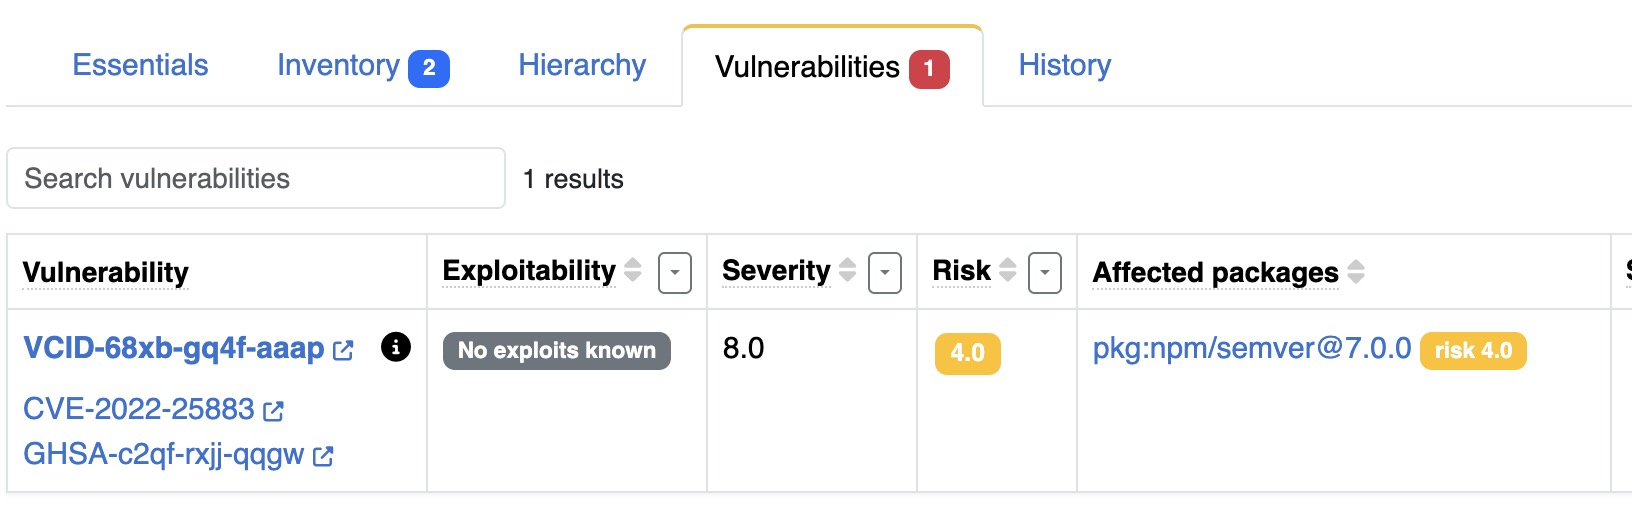 Essentials Inventory 2 Hierarchy Vulnerabilities 1 History
Search vulnerabilities 1 results
Vulnerability Exploitability Severity Risk Affected packages
VCID-68xb-gq4f-aaap No exploits known 8.0 4.0 pkg:npm/semver@7.0.0 risk 4.0
CVE-2022-25883
GHSA-c2qf-rxjj-qqgw